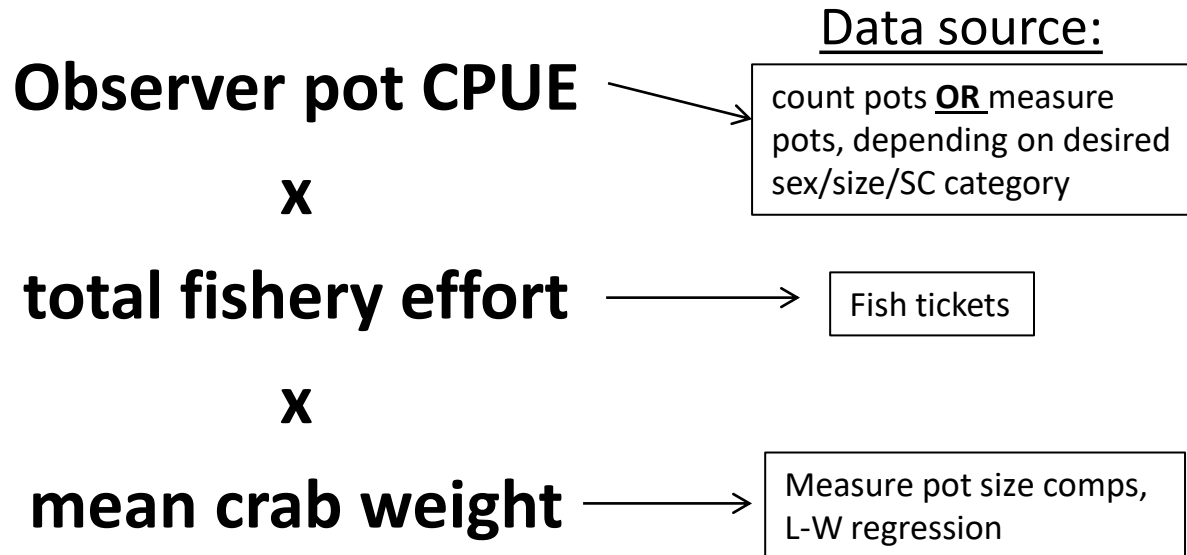 Data source:
Observer pot CPUE
count pots OR measure
pots, depending on desired
sex/size/SC category
x
total fishery effort
Fish tickets
x
mean crab weight
Measure pot size comps,
L-W regression